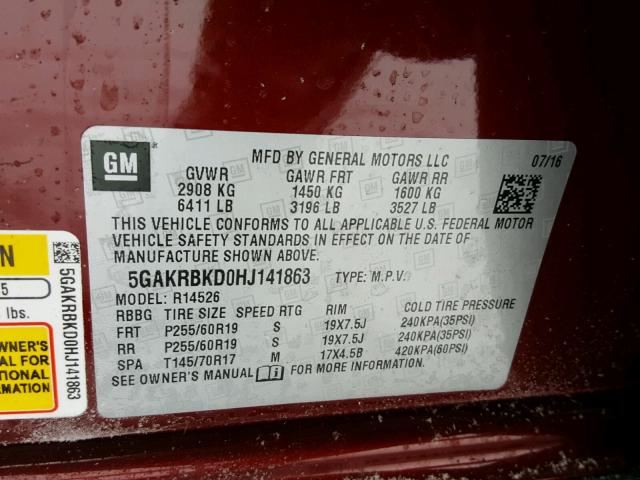 GM
MFD BY GENERAL MOTORS LLC
07/16
GVWR GAWR FRT GAWR RR
2908 KG 1450 KG 1600 KG
6411 LB 3196 LB 3527 LB
THIS VEHICLE CONFORMS TO ALL APPLICABLE U.S. FEDERAL MOTOR
VEHICLE SAFETY STANDARDS IN EFFECT ON THE DATE OF
MANUFACTURE SHOWN ABOVE.
5GAKRBKD0HJ141863 TYPE: M.P.V.
MODEL: R14526
RBBG TIRE SIZE SPEED RTG RIM COLD TIRE PRESSURE
FRT P255/60R19 S 19X7.5J 240KPA(35PSI)
RR P255/60R19 S 19X7.5J 240KPA(35PSI)
SPA T145/70R17 M 17X4.5B 420KPA(60PSI)
SEE OWNER'S MANUAL FOR MORE INFORMATION
N
5
lbs.
OWNER'S
AL FOR
TIONAL
RMATION
5GAKRBKD0HJ141863